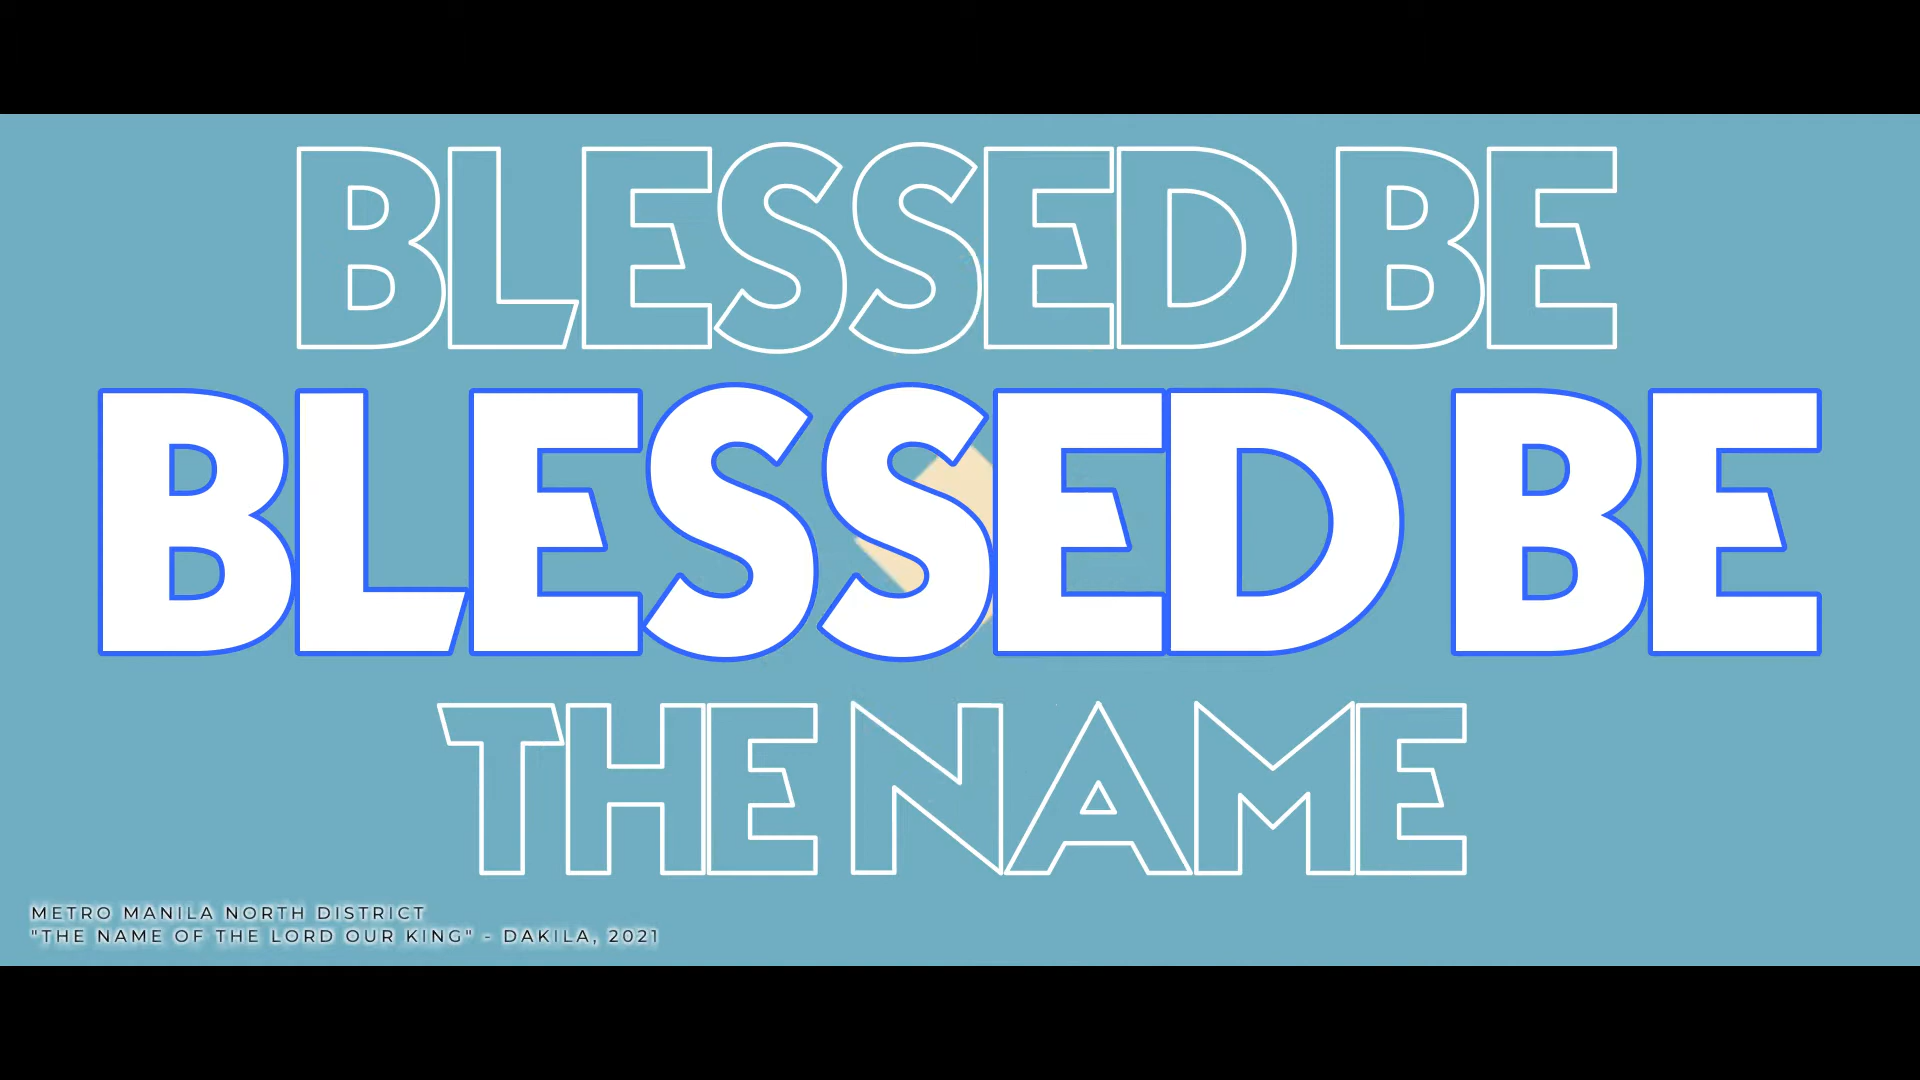 BLESSED BE
BLESSED BE
THE NAME
METRO MANILA NORTH DISTRICT
"THE NAME OF THE LORD OUR KING" - DAKILA, 2021